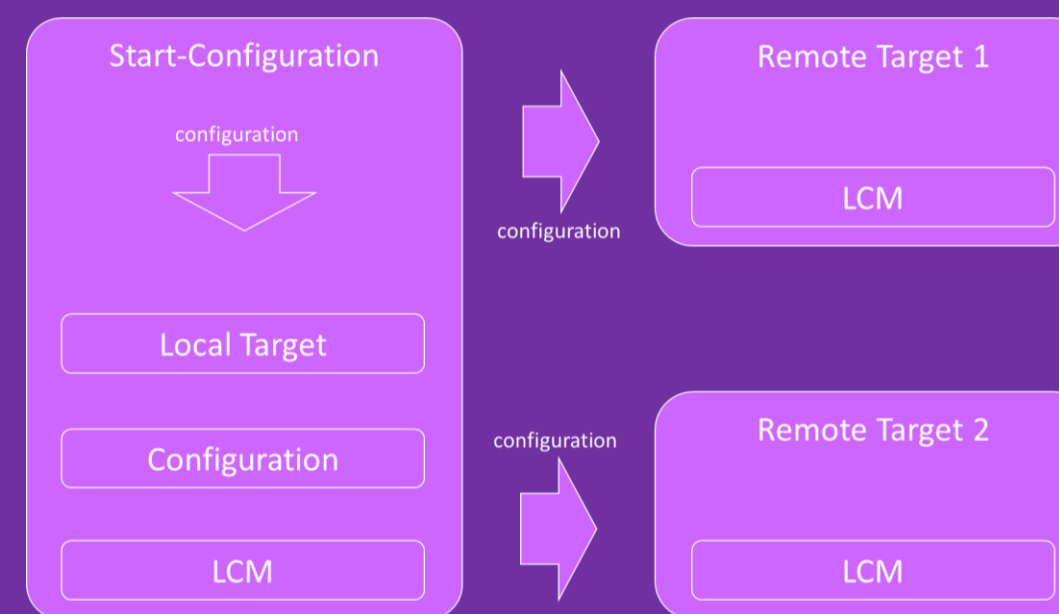 Start-Configuration
configuration
Local Target
Configuration
LCM
configuration
configuration
Remote Target 1
LCM
Remote Target 2
LCM